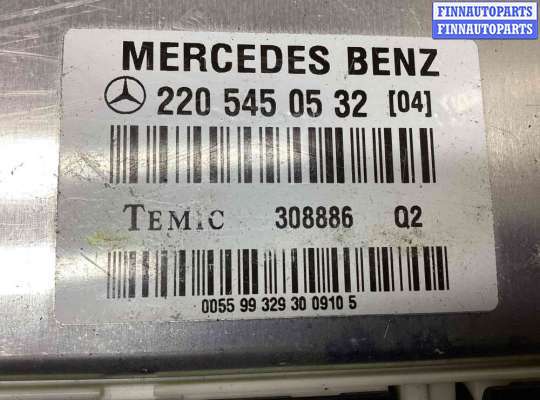 FINNAUTOPARTS
FINNAUTOPARTS
MERCEDES BENZ
220 545 05 32 [04]
TEMIC 308886 Q2
0055 99 329 30 0910 5